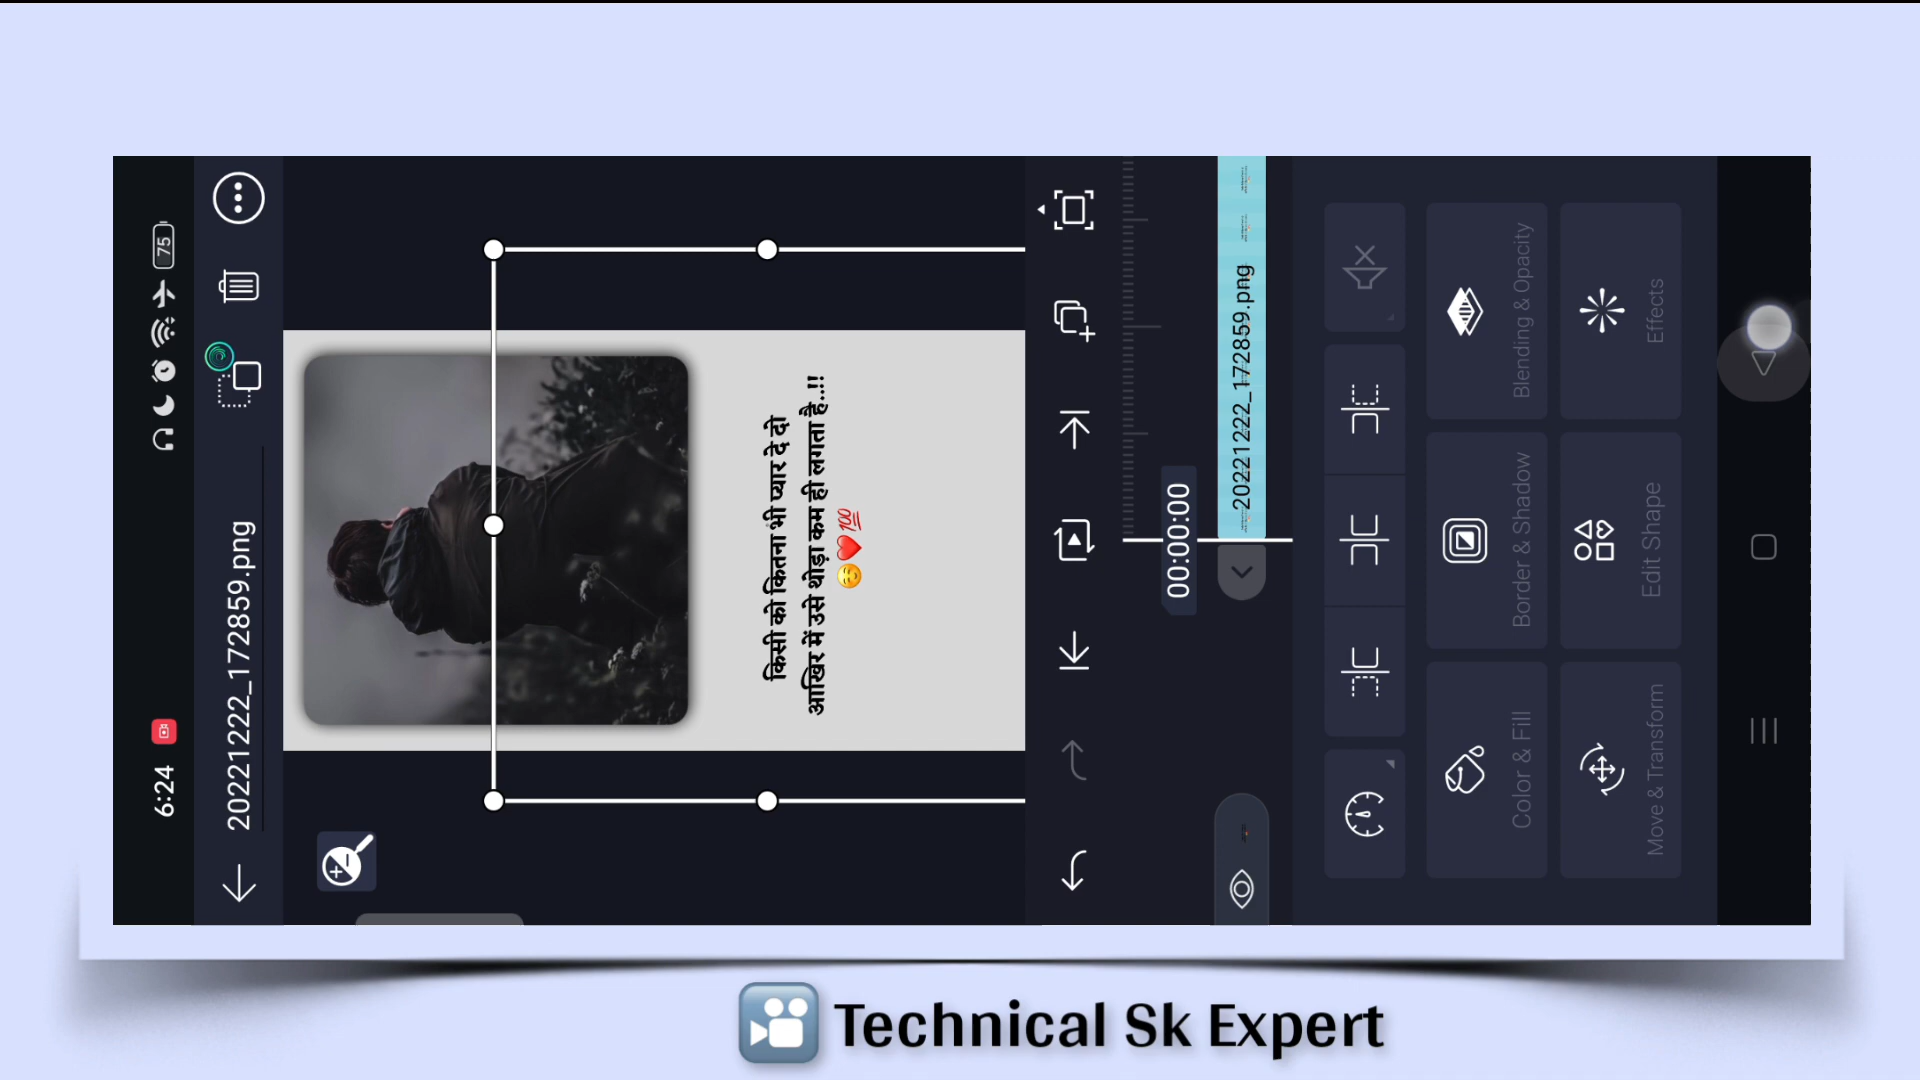 6:24
75
20221222_172859.png
किसी को कितना भी प्यार दे दो
आखिर में उसे थोड़ा कम ही लगता है..!!
😌❤️💯
00:00:00
20221222_172859.png
Color & Fill
Border & Shadow
Blending & Opacity
Move & Transform
Edit Shape
Effects
Technical Sk Expert